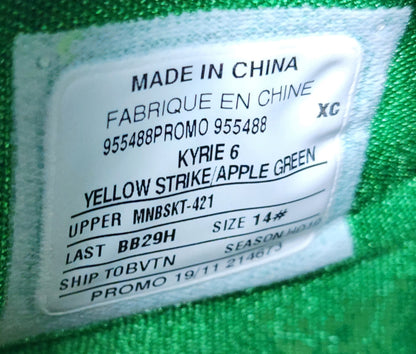 MADE IN CHINA
FABRIQUE EN CHINE
XC
955488PROMO 955488
KYRIE 6
YELLOW STRIKE/APPLE GREEN
UPPER MNBSKT-421
LAST BB29H SIZE 14#
SHIP TOBVTN SEASON
PROMO 19/11